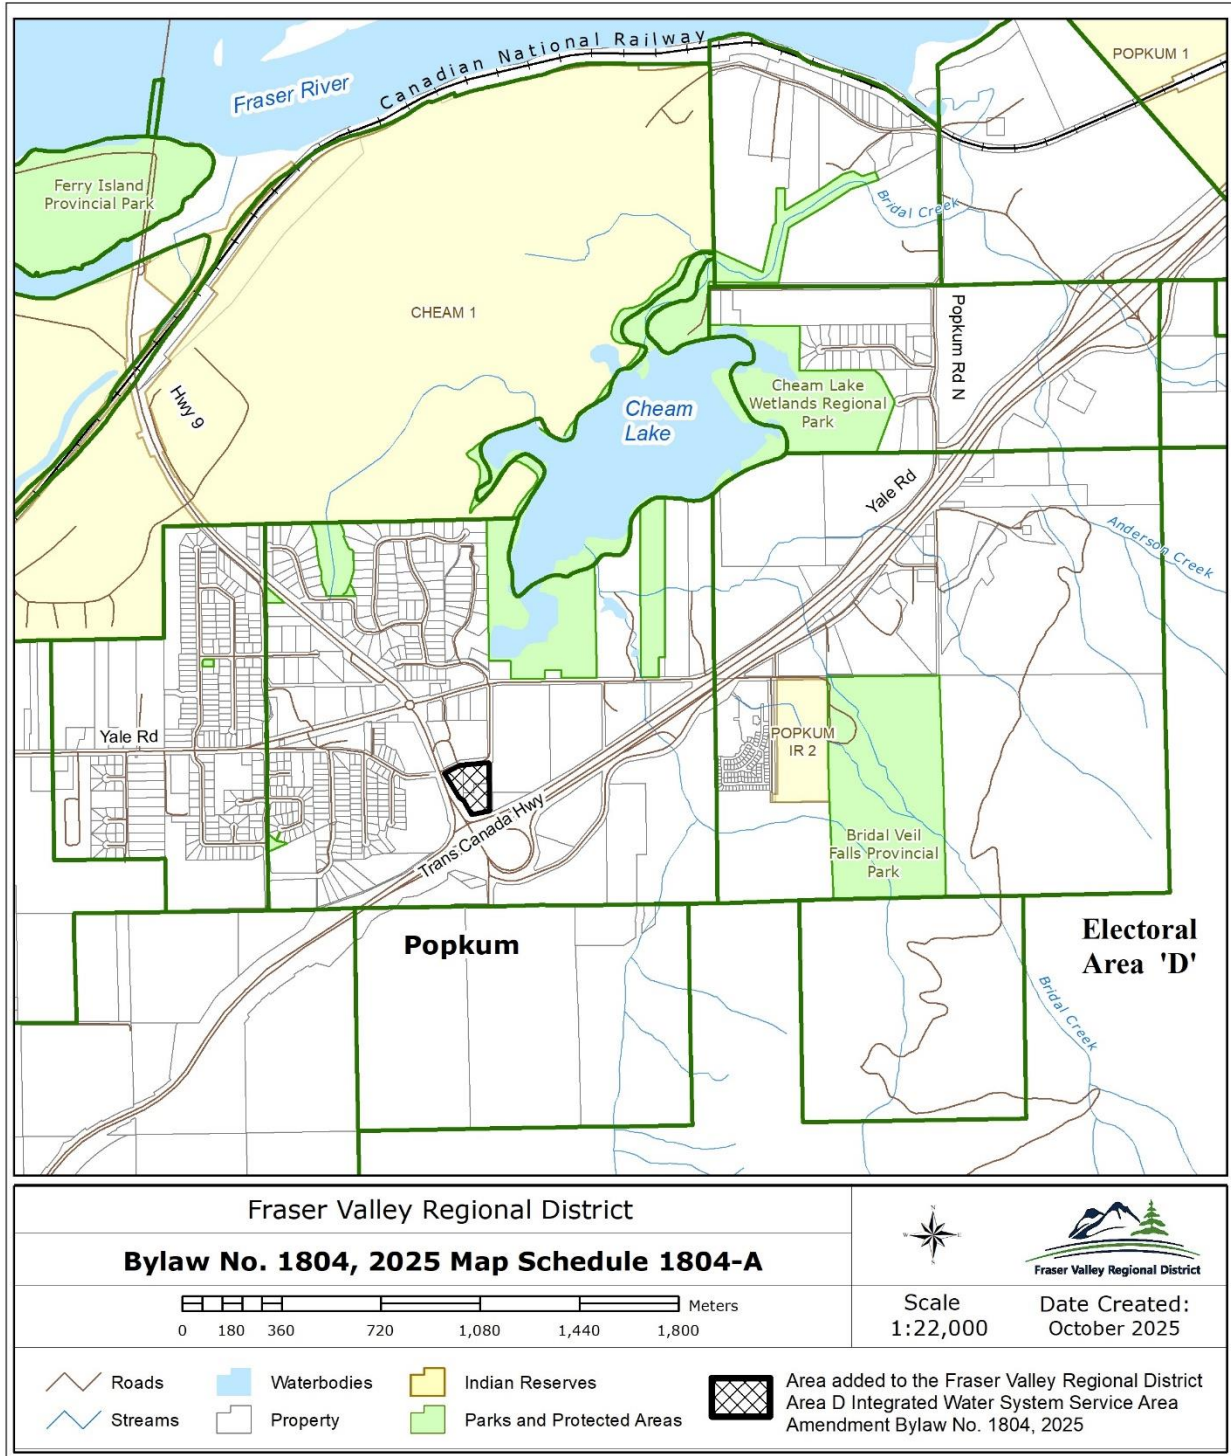 Canadian National Railway
POPKUM 1
Fraser River
Ferry Island
Provincial Park
Bridal Creek
CHEAM 1
Popkum Rd N
Hwy 9
Cheam Lake
Wetlands Regional
Park
Cheam
Lake
Yale Rd
Anderson Creek
Yale Rd
POPKUM
IR 2
Trans Canada Hwy
Bridal Veil
Falls Provincial
Park
Popkum
Electoral
Area 'D'
Bridal Creek
Fraser Valley Regional District
Bylaw No. 1804, 2025 Map Schedule 1804-A
Meters
0 180 360 720 1,080 1,440 1,800
N
W E
S
Fraser Valley Regional District
Scale
1:22,000
Date Created:
October 2025
Roads
Waterbodies
Indian Reserves
Streams
Property
Parks and Protected Areas
Area added to the Fraser Valley Regional District
Area D Integrated Water System Service Area
Amendment Bylaw No. 1804, 2025